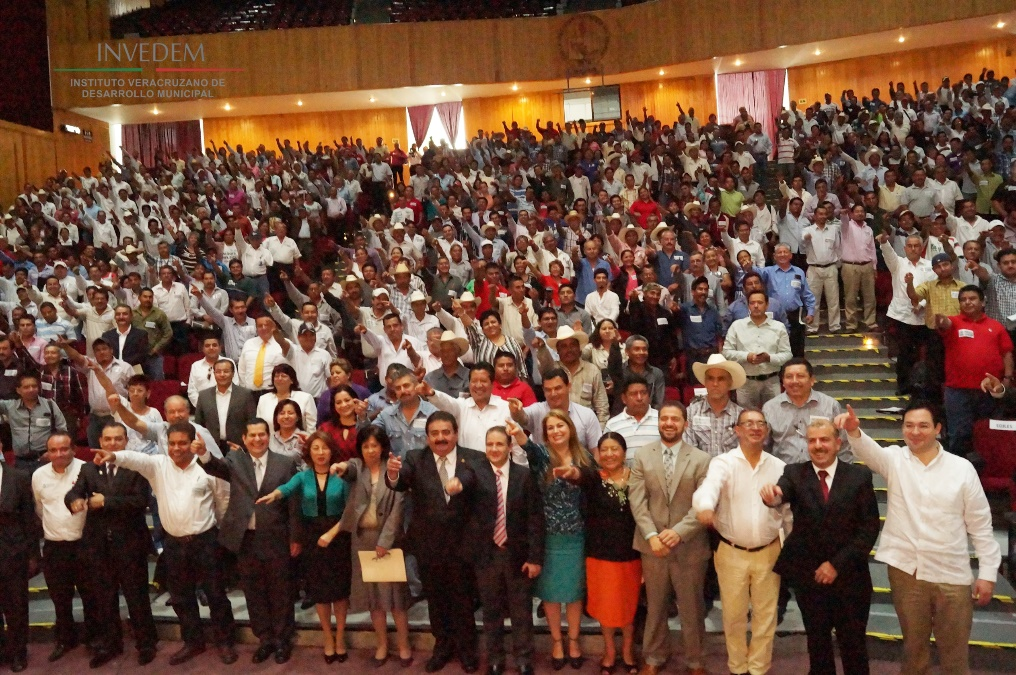 INVEDEM
INSTITUTO VERACRUZANO DE
DESARROLLO MUNICIPAL